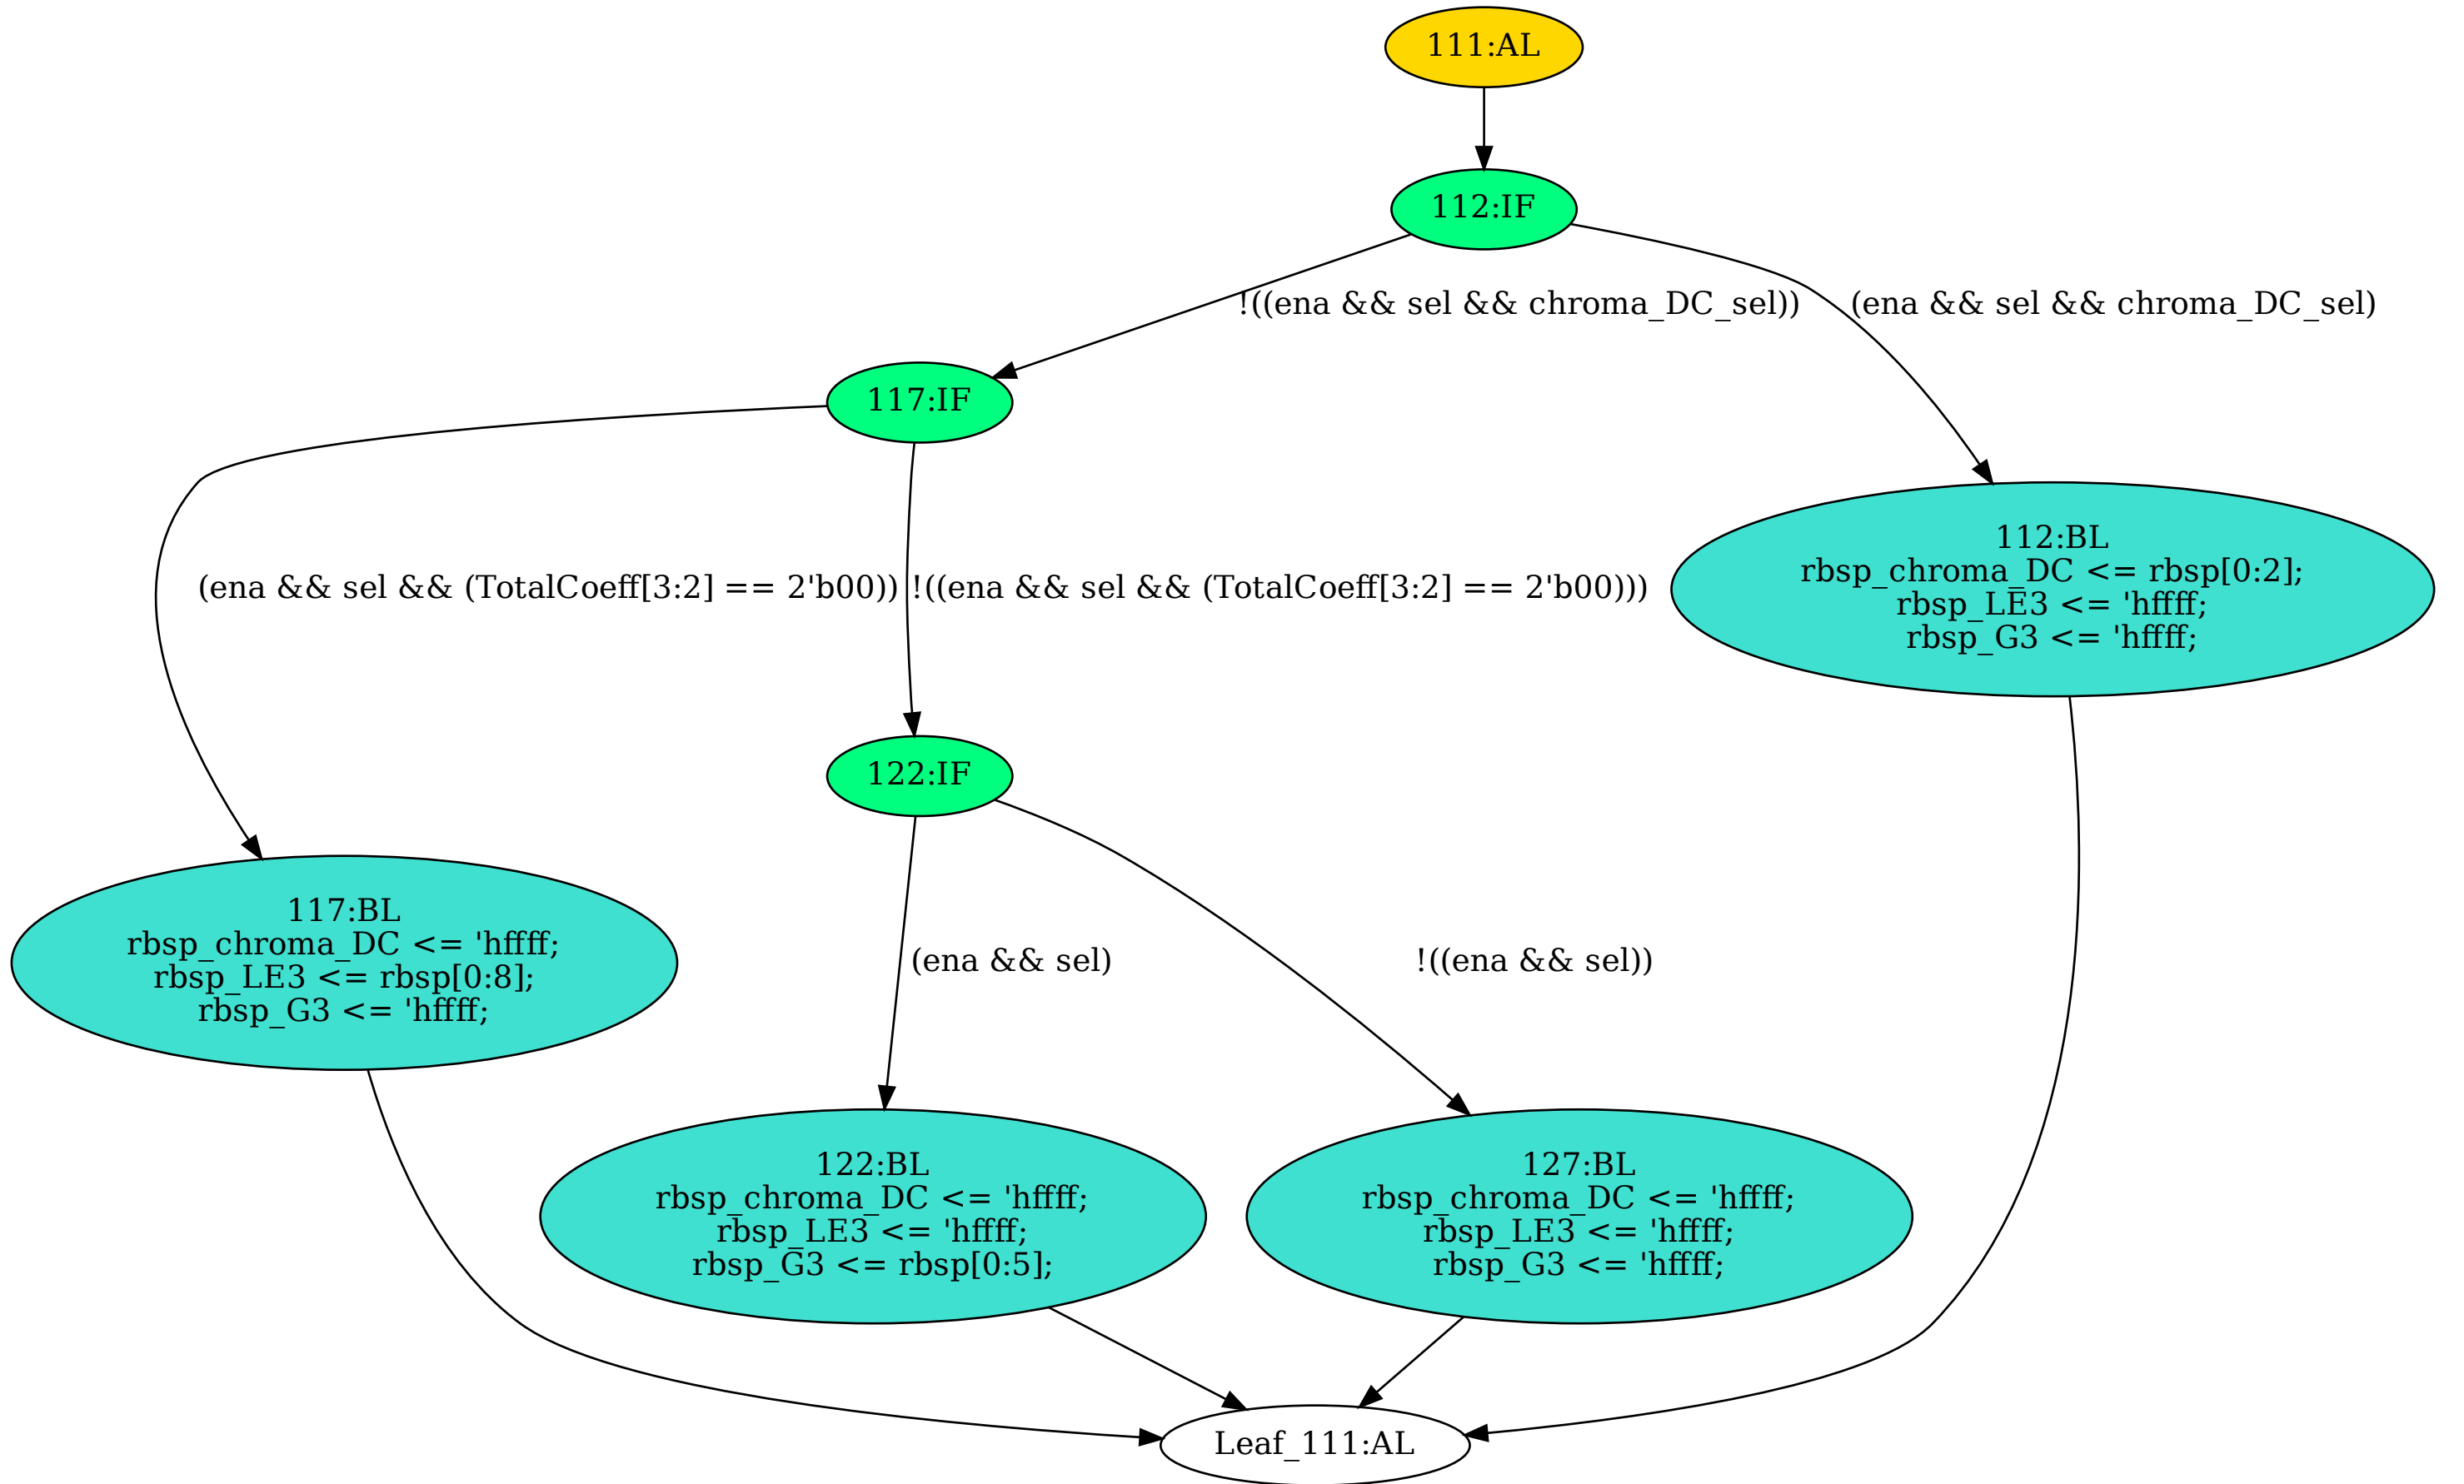 111:AL
112:IF
!((ena && sel && chroma_DC_sel))
(ena && sel && chroma_DC_sel)
117:IF
(ena && sel && (TotalCoeff[3:2] == 2'b00))
!((ena && sel && (TotalCoeff[3:2] == 2'b00)))
112:BL
rbsp_chroma_DC <= rbsp[0:2];
rbsp_LE3 <= 'hffff;
rbsp_G3 <= 'hffff;
122:IF
117:BL
rbsp_chroma_DC <= 'hffff;
rbsp_LE3 <= rbsp[0:8];
rbsp_G3 <= 'hffff;
(ena && sel)
!((ena && sel))
122:BL
rbsp_chroma_DC <= 'hffff;
rbsp_LE3 <= 'hffff;
rbsp_G3 <= rbsp[0:5];
127:BL
rbsp_chroma_DC <= 'hffff;
rbsp_LE3 <= 'hffff;
rbsp_G3 <= 'hffff;
Leaf_111:AL